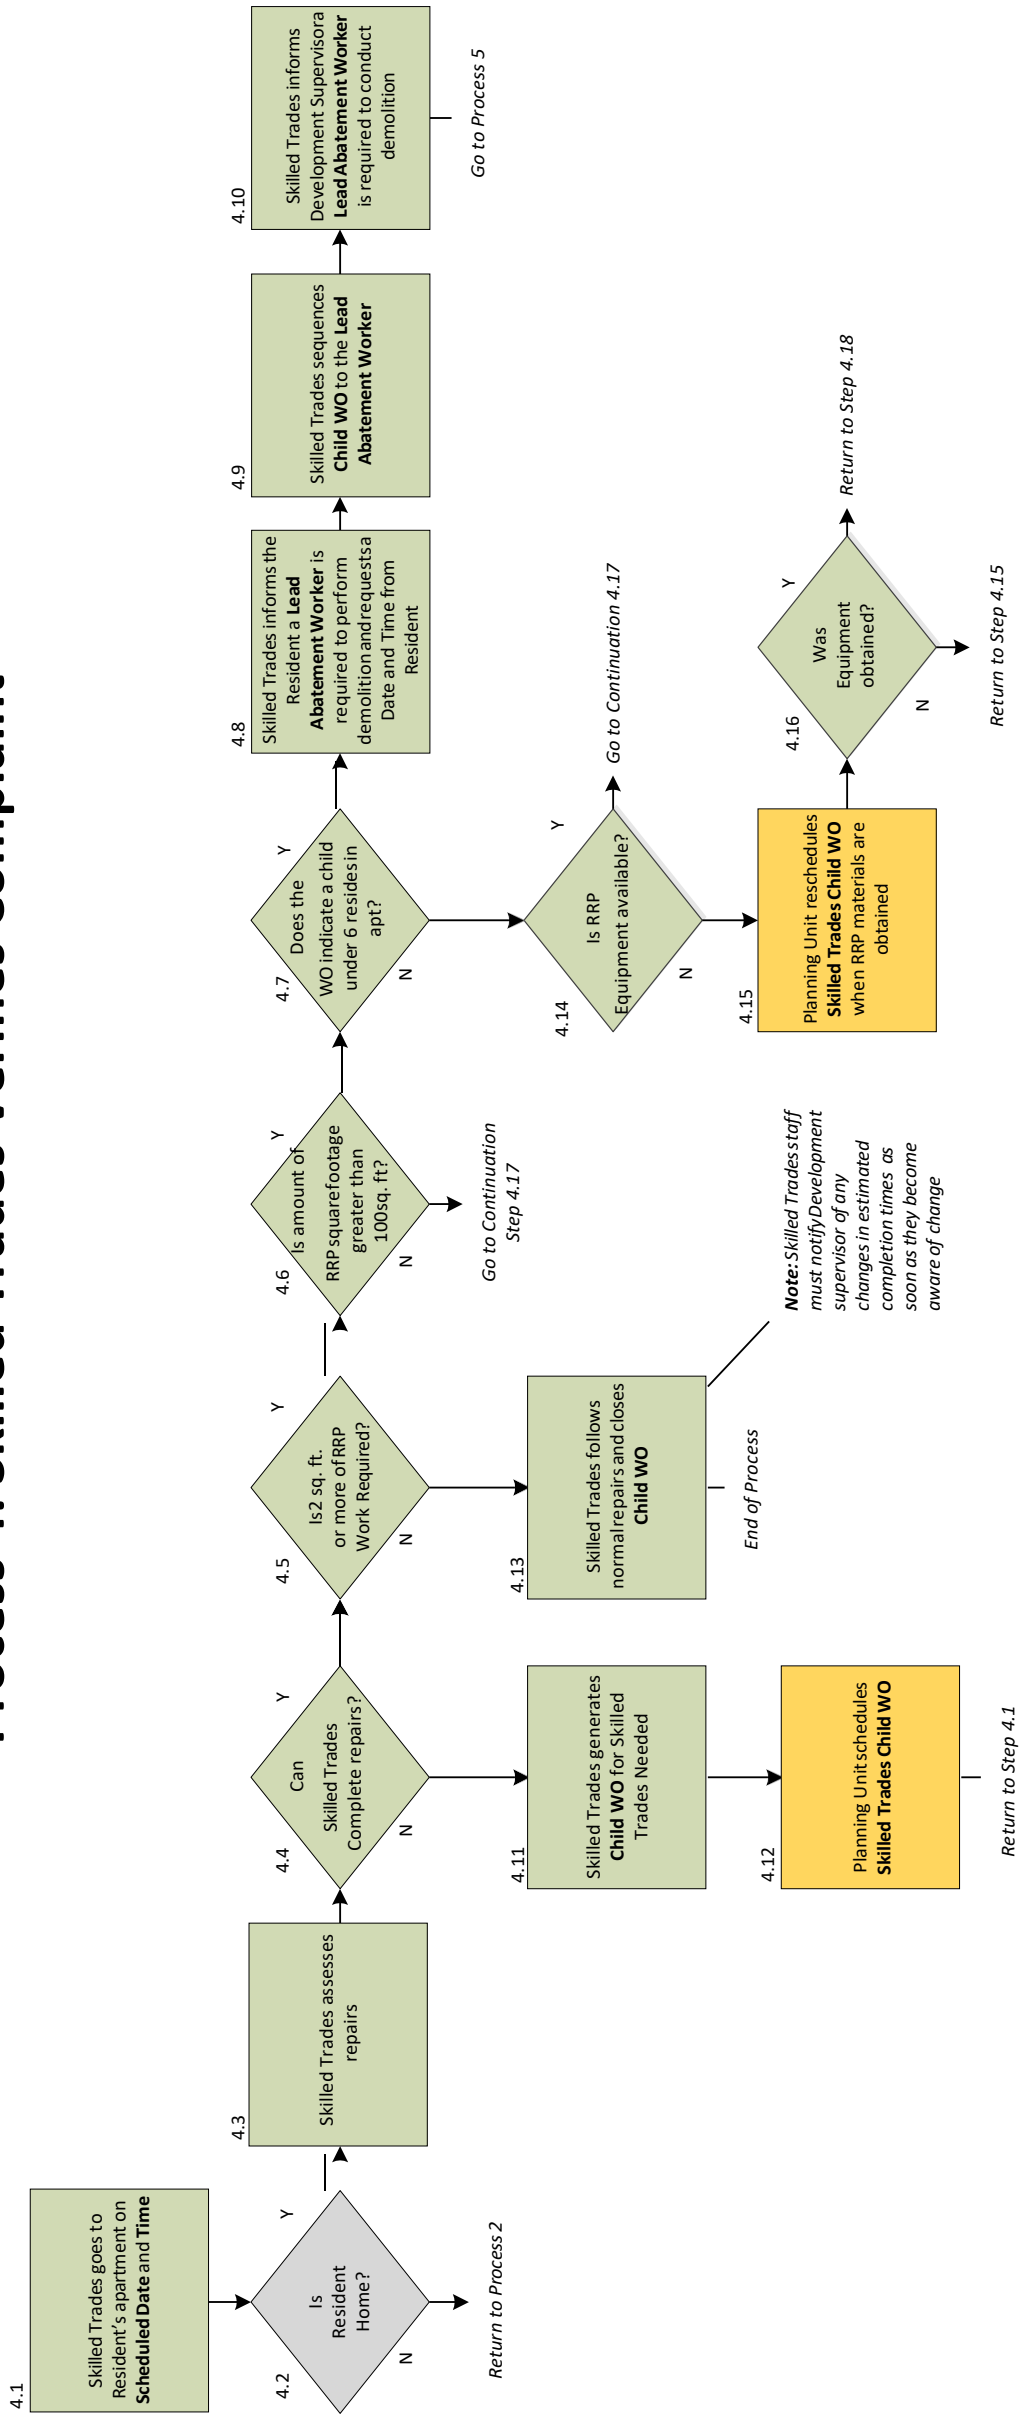 4.1
Skilled Trades goes to
Resident's apartment on
Scheduled Date and Time
4.2
Is
Resident
Home?
Y
N
Return to Process 2
4.3
Skilled Trades assesses
repairs
4.4
Can
Skilled Trades
Complete repairs?
Y
N
4.5
Is 2 sq. ft.
or more of RRP
Work Required?
Y
N
4.6
Is amount of
RRP square footage
greater than
100 sq. ft?
Y
N
Go to Continuation
Step 4.17
4.7
Does the
WO indicate a child
under 6 resides in
apt?
Y
N
4.8
Skilled Trades informs the
Resident a Lead
Abatement Worker is
required to perform
demolition and requests a
Date and Time from
Resident
4.9
Skilled Trades sequences
Child WO to the Lead
Abatement Worker
4.10
Skilled Trades informs
Development Supervisor a
Lead Abatement Worker
is required to conduct
demolition
Go to Process 5
4.11
Skilled Trades generates
Child WO for Skilled
Trades Needed
4.12
Planning Unit schedules
Skilled Trades Child WO
Return to Step 4.1
4.13
Skilled Trades follows
normal repairs and closes
Child WO
End of Process
Note: Skilled Trades staff
must notify Development
supervisor of any
changes in estimated
completion times as
soon as they become
aware of change
4.14
Is RRP
Equipment available?
Y
N
Go to Continuation 4.17
4.15
Planning Unit reschedules
Skilled Trades Child WO
when RRP materials are
obtained
4.16
Was
Equipment
obtained?
Y
N
Return to Step 4.18
Return to Step 4.15